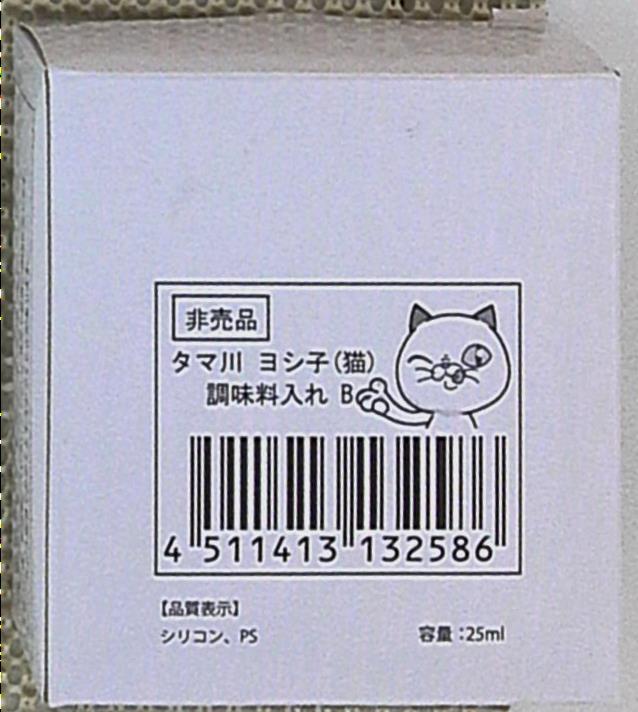 非売品
タマ川 ヨシ子(猫)
調味料入れ B
4 511413 132586
【品質表示】
シリコン、PS 容量:25ml